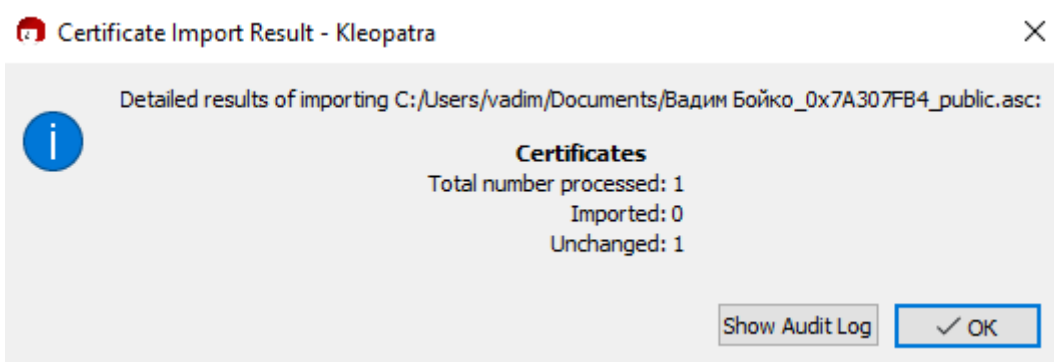 Certificate Import Result - Kleopatra
Detailed results of importing C:/Users/vadim/Documents/Вадим Бойко_0x7A307FB4_public.asc:
Certificates
Total number processed: 1
Imported: 0
Unchanged: 1
Show Audit Log
OK